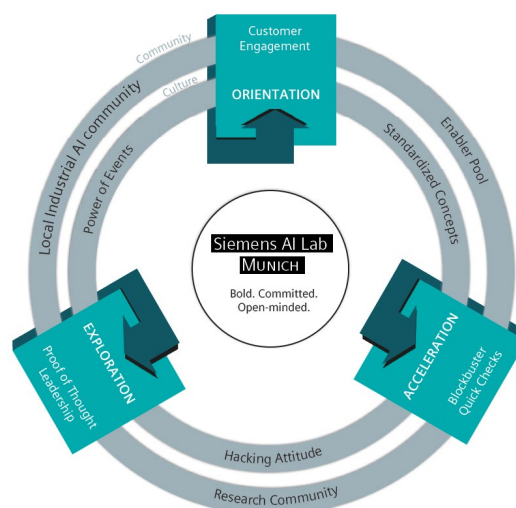 Customer
Engagement
ORIENTATION
Community
Culture
Local Industrial AI community
Power of Events
Enabler Pool
Standardized Concepts
Siemens AI Lab
MUNICH
Bold. Committed.
Open-minded.
EXPLORATION
Proof of Thought
Leadership
ACCELERATION
Blockbuster
Quick Checks
Hacking Attitude
Research Community